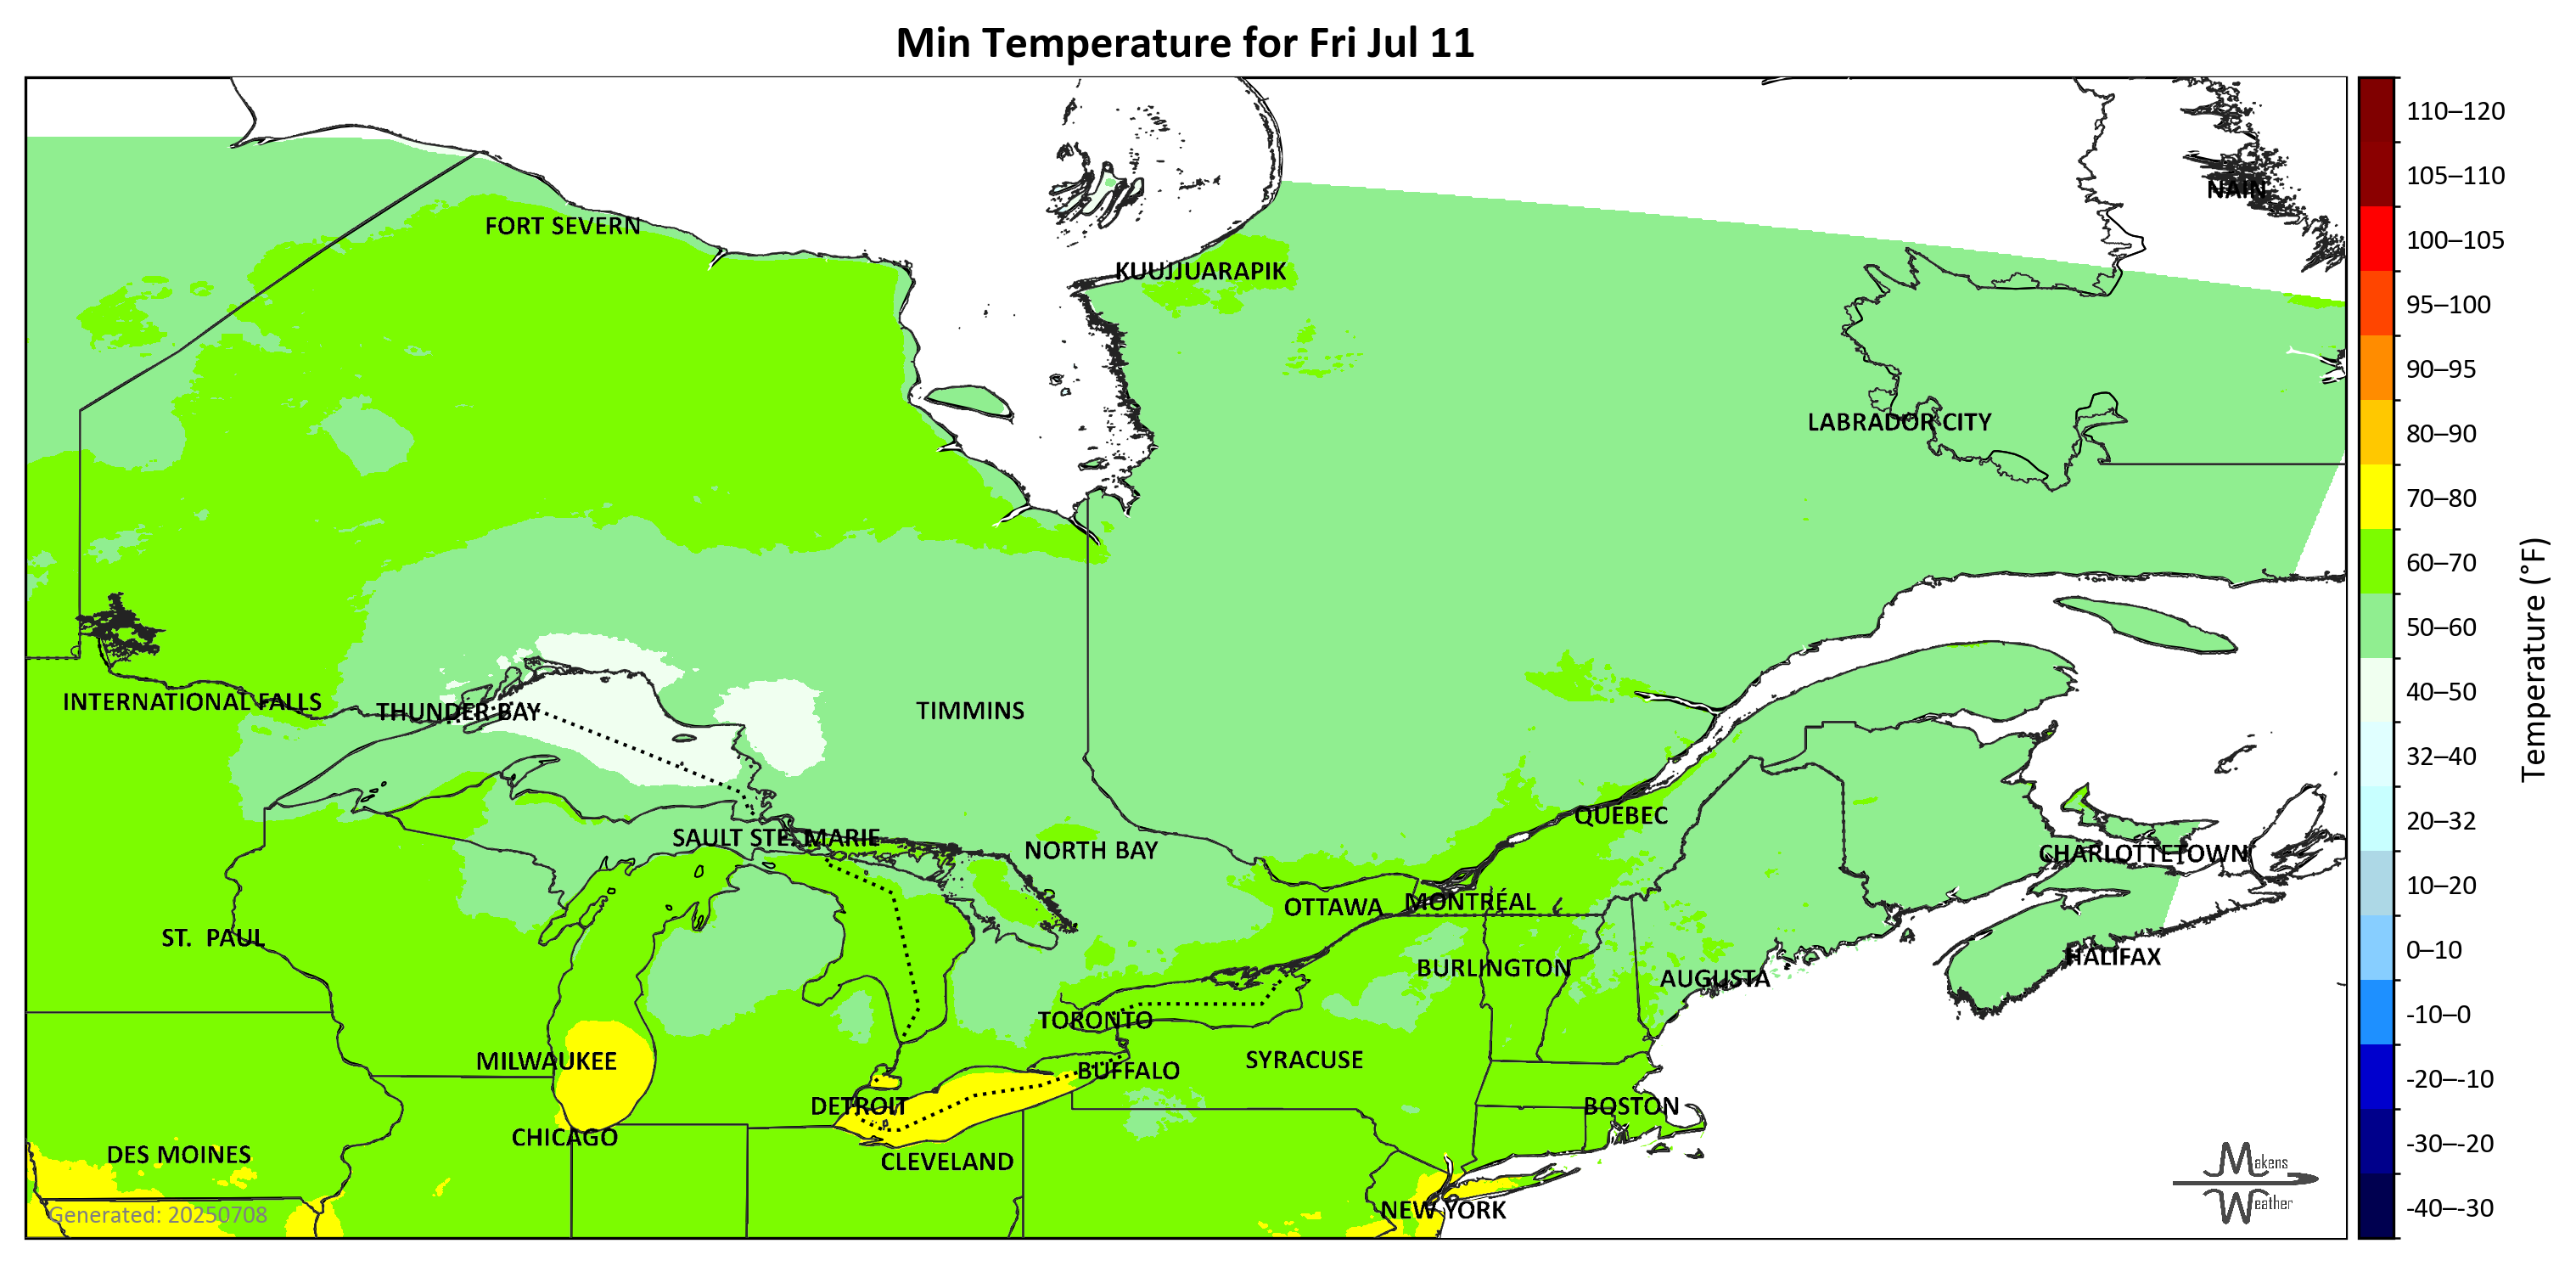 Min Temperature for Fri Jul 11
110–120
105–110
NAIN
FORT SEVERN
100–105
KUUJJUARAPIK
95–100
90–95
LABRADOR CITY
80–90
70–80
60–70
50–60
Temperature (°F)
INTERNATIONAL FALLS
THUNDER BAY
TIMMINS
40–50
32–40
QUÉBEC
20–32
SAULT STE. MARIE
NORTH BAY
CHARLOTTETOWN
10–20
OTTAWA
MONTRÉAL
ST. PAUL
0–10
BURLINGTON
AUGUSTA
HALIFAX
TORONTO
-10–0
MILWAUKEE
BUFFALO
SYRACUSE
-20–-10
DETROIT
BOSTON
CHICAGO
-30–-20
DES MOINES
CLEVELAND
Makens
Weather
NEW YORK
-40–-30
Generated: 20250708